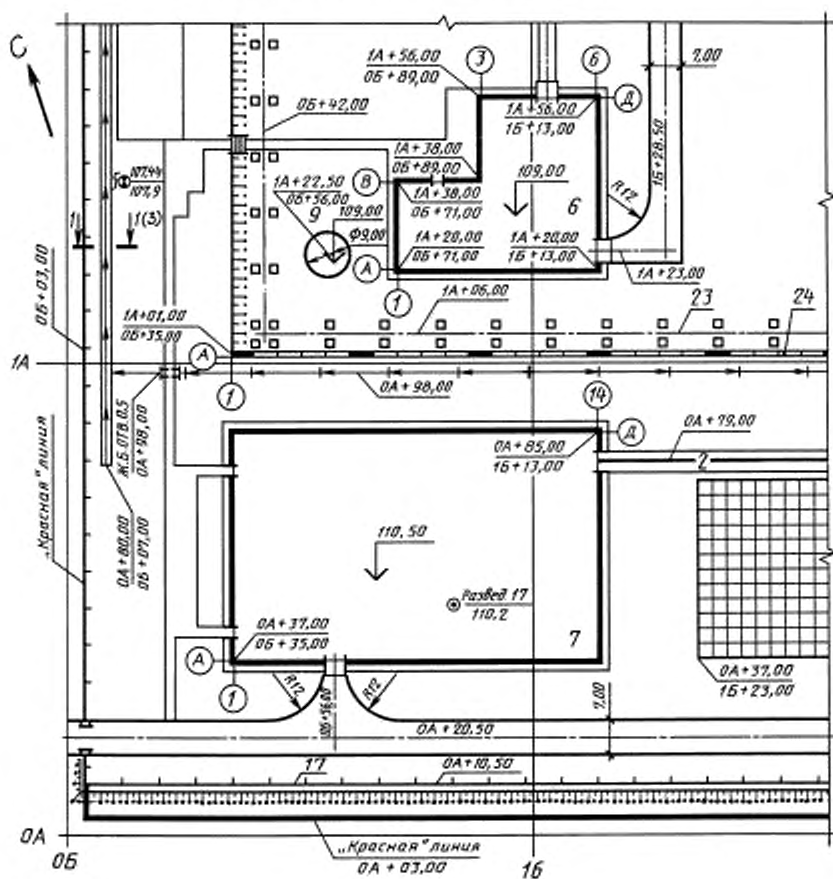 С
1А+56,00
0Б+89,00
3
6
7,00
0Б+42,00
1А+56,00
1Б+13,00
Д
1А+38,00
0Б+89,00
1Б+28,50
107,44
107,9
В
1А+22,50
0Б+56,00
1А+38,00
0Б+71,00
109,00
R12
1
1(3)
9
109,00
6
Ф9,00
1А+20,00
0Б+71,00
1А+20,00
1Б+13,00
А
1А+23,00
0Б+03,00
1
1А+06,00
23
24
1А+01,00
0Б+35,00
А
1А
1
0А+98,00
14
Ж.Б.ОТВ.0,5
0А+98,00
0А+85,00
1Б+13,00
Д
0А+79,00
2
„Красная" линия
0А+80,00
0Б+07,00
110,50
Развед.17
110.2
0А+37,00
0Б+35,00
7
А
1
0А+37,00
1Б+23,00
R12
0Б+56,00
R12
7,00
0А+20,50
17
0А+10,50
0А
„Красная" линия
0А+03,00
0Б
1Б